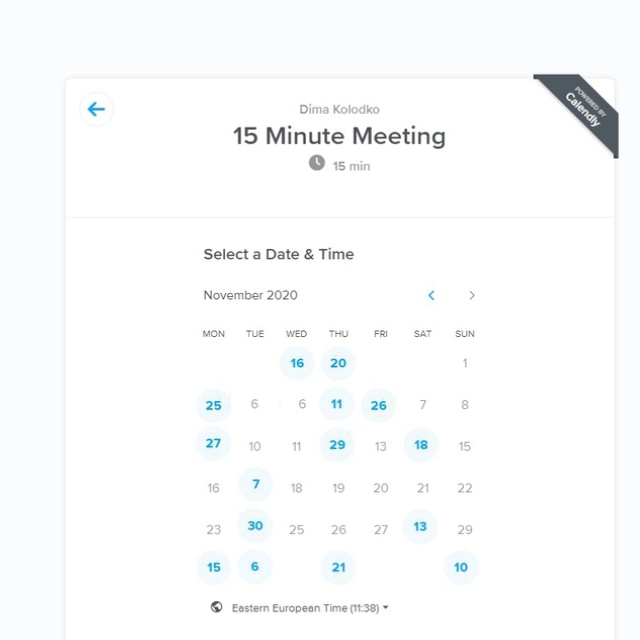 POWERED BY
Calendly
Dima Kolodko
15 Minute Meeting
15 min
Select a Date & Time
November 2020
MON TUE WED THU FRI SAT SUN
16 20 1
25 6 6 11 26 7 8
27 10 11 29 13 18 15
16 7 18 19 20 21 22
23 30 25 26 27 13 29
15 6 21 10
Eastern European Time (11:38)